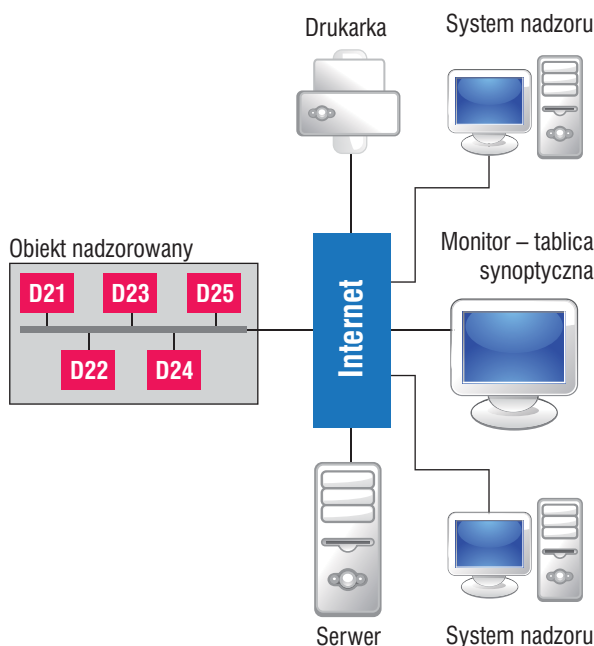 Drukarka
System nadzoru
Obiekt nadzorowany
D21
D23
D25
D22
D24
Internet
Monitor – tablica
synoptyczna
Serwer
System nadzoru